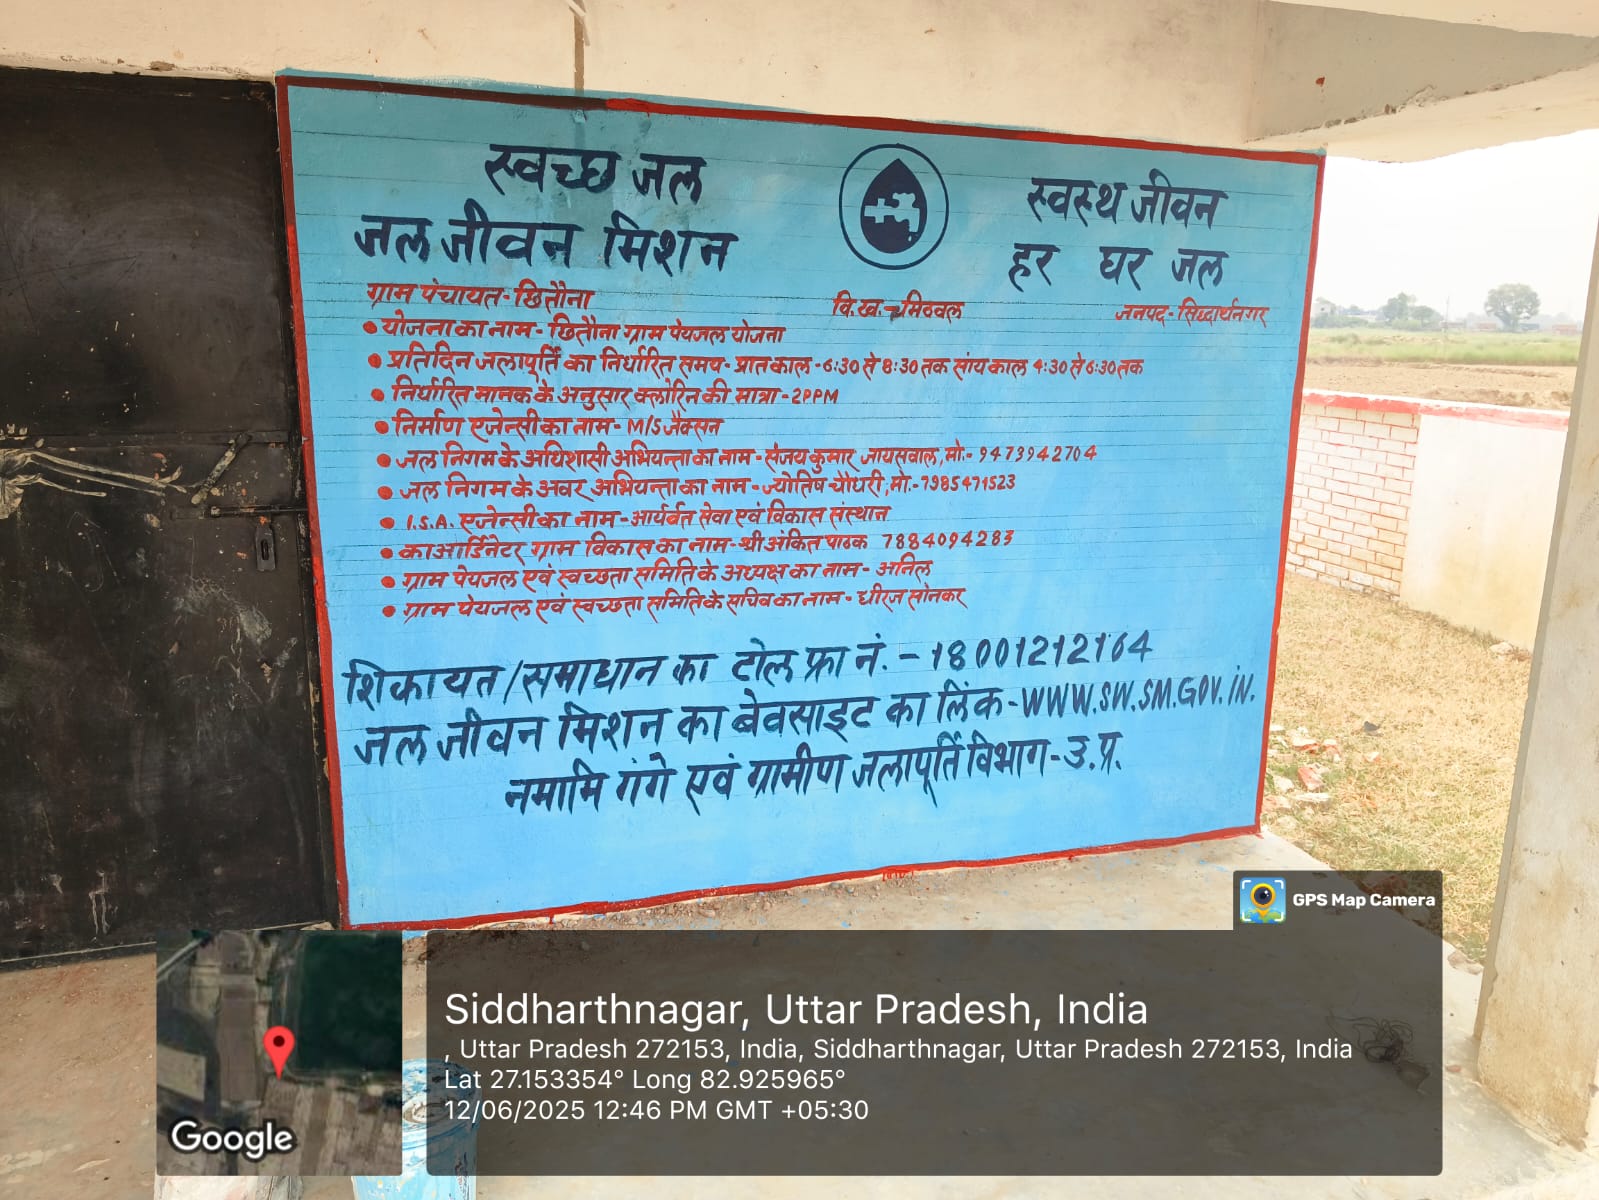 स्वच्छ जल
स्वस्थ जीवन
जल जीवन मिशन
हर घर जल
ग्राम पंचायत- छितौना वि.ख.-मिठवल जनपद- सिद्धार्थनगर
• योजना का नाम- छितौना ग्राम पेयजल योजना
• प्रतिदिन जलापूर्ति का निर्धारित समय- प्रातकाल - 6:30 से 8:30 तक सांयकाल 4:30 से 6:30 तक
• निर्धारित मानक के अनुसार क्लोरिन की मात्रा - 2PPM
• निर्माण एजेन्सी का नाम- M/S जैक्सन
• जल निगम के अधिशासी अभियन्ता का नाम - संजय कुमार जायसवाल, मो:- 9473942704
• जल निगम के अवर अभियन्ता का नाम - ज्योतिष चौधरी, मो.- 7985471523
• I.S.A. एजेन्सी का नाम - आर्यर्वत सेवा एवं विकास संस्थान
• काआर्डिनेटर ग्राम विकास का नाम- श्री अंकित पाठक 7884094283
• ग्राम पेयजल एवं स्वच्छता समिति के अध्यक्ष का नाम - अनिल
• ग्राम पेयजल एवं स्वच्छता समिति के सचिव का नाम - धीरज सोनकर
शिकायत/समाधान का टोल फ्रा नं. - 18001212164
जल जीवन मिशन का बेवसाइट का लिंक - WWW.SW.SM.GOV.IN.
नमामि गंगे एवं ग्रामीण जलापूर्ति विभाग - उ.प्र.
GPS Map Camera
Siddharthnagar, Uttar Pradesh, India
, Uttar Pradesh 272153, India, Siddharthnagar, Uttar Pradesh 272153, India
Lat 27.153354° Long 82.925965°
12/06/2025 12:46 PM GMT +05:30
Google